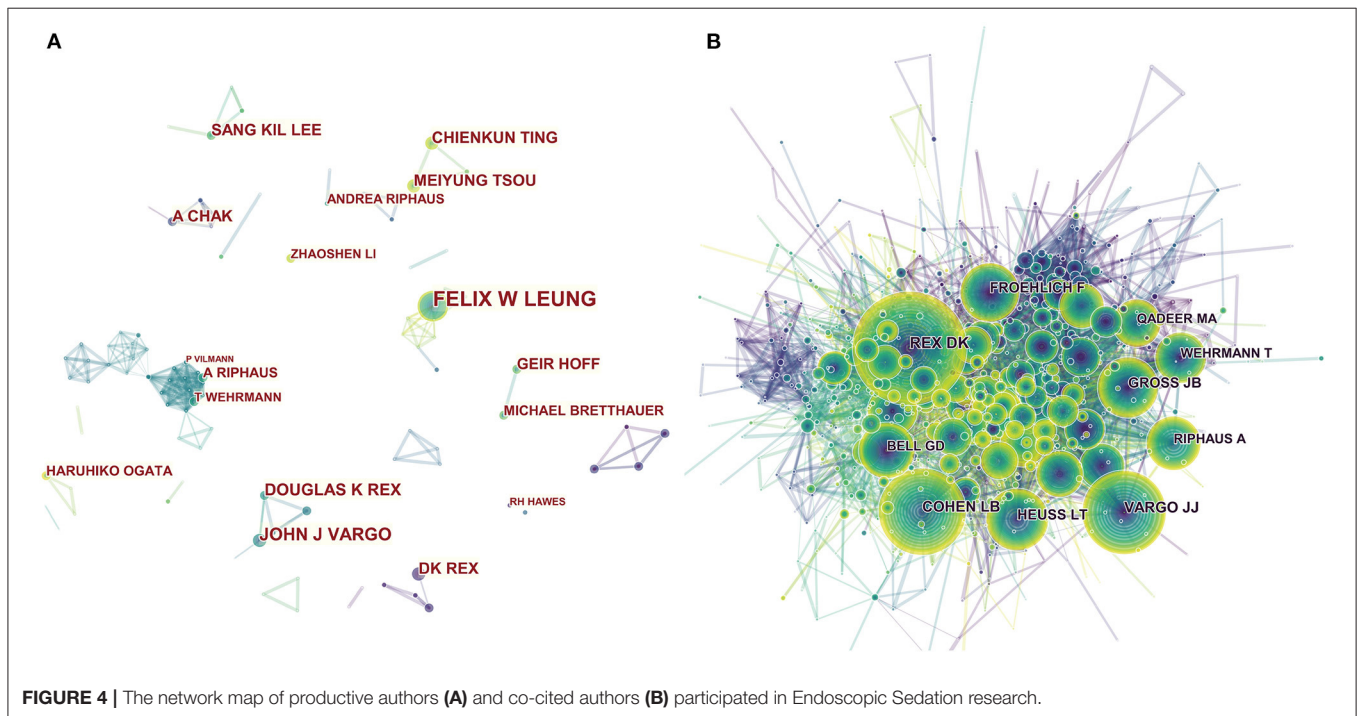 A
B
SANG KIL LEE
CHIENKUN TING
MEIYUNG TSOU
ANDREA RIPHAUS
A CHAK
ZHAOSHEN LI
FELIX W LEUNG
GEIR HOFF
P VILMANN
A RIPHAUS
T WEHRMANN
MICHAEL BRETTHAUER
HARUHIKO OGATA
DOUGLAS K REX
RH HAWES
JOHN J VARGO
DK REX
FROEHLICH F
QADEER MA
REX DK
WEHRMANN T
GROSS JB
RIPHAUS A
BELL GD
COHEN LB
HEUSS LT
VARGO JJ
FIGURE 4 | The network map of productive authors (A) and co-cited authors (B) participated in Endoscopic Sedation research.